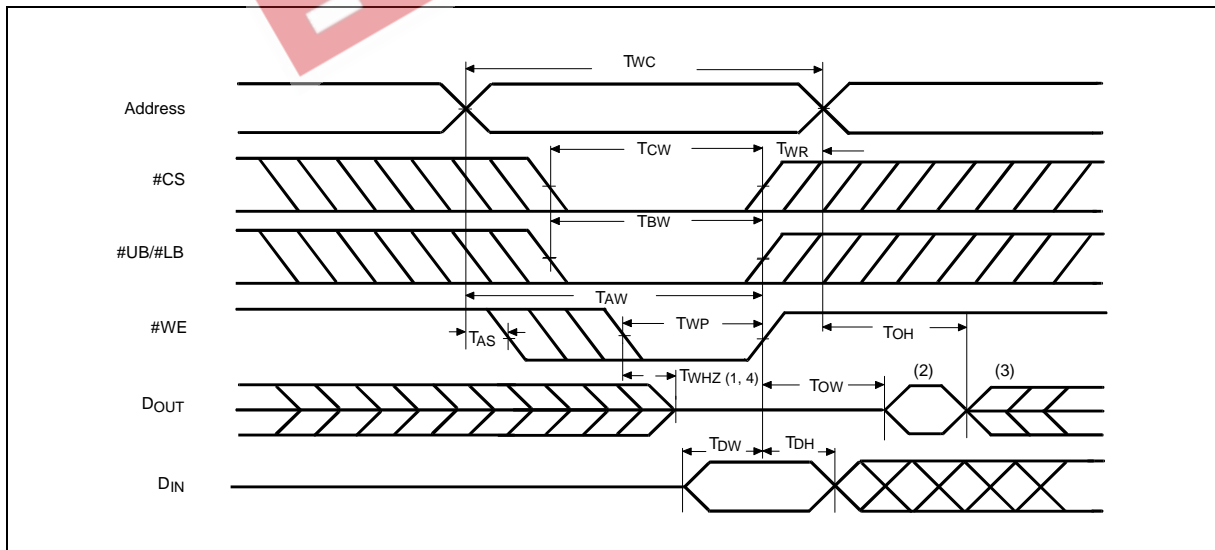 TWC
Address
TCW
TWR
#CS
TBW
#UB/#LB
TAW
#WE
TAS
TWP
TOH
TWHZ (1, 4)
TOW
(2)
(3)
DOUT
TDW
TDH
DIN